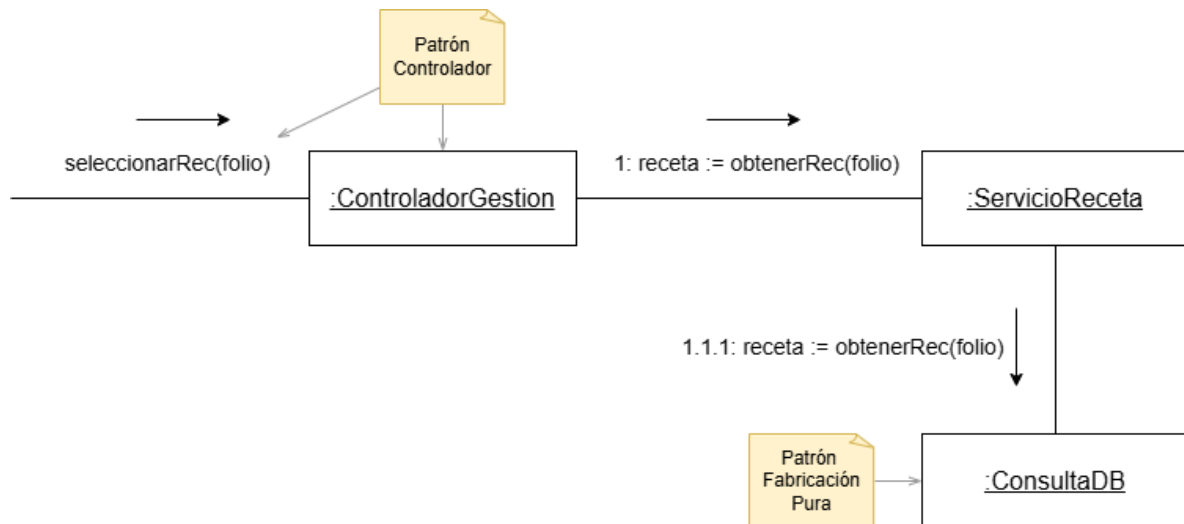 Patrón
Controlador
seleccionarRec(folio)
1: receta := obtenerRec(folio)
:ControladorGestion
:ServicioReceta
1.1.1: receta := obtenerRec(folio)
Patrón
Fabricación
Pura
:ConsultaDB